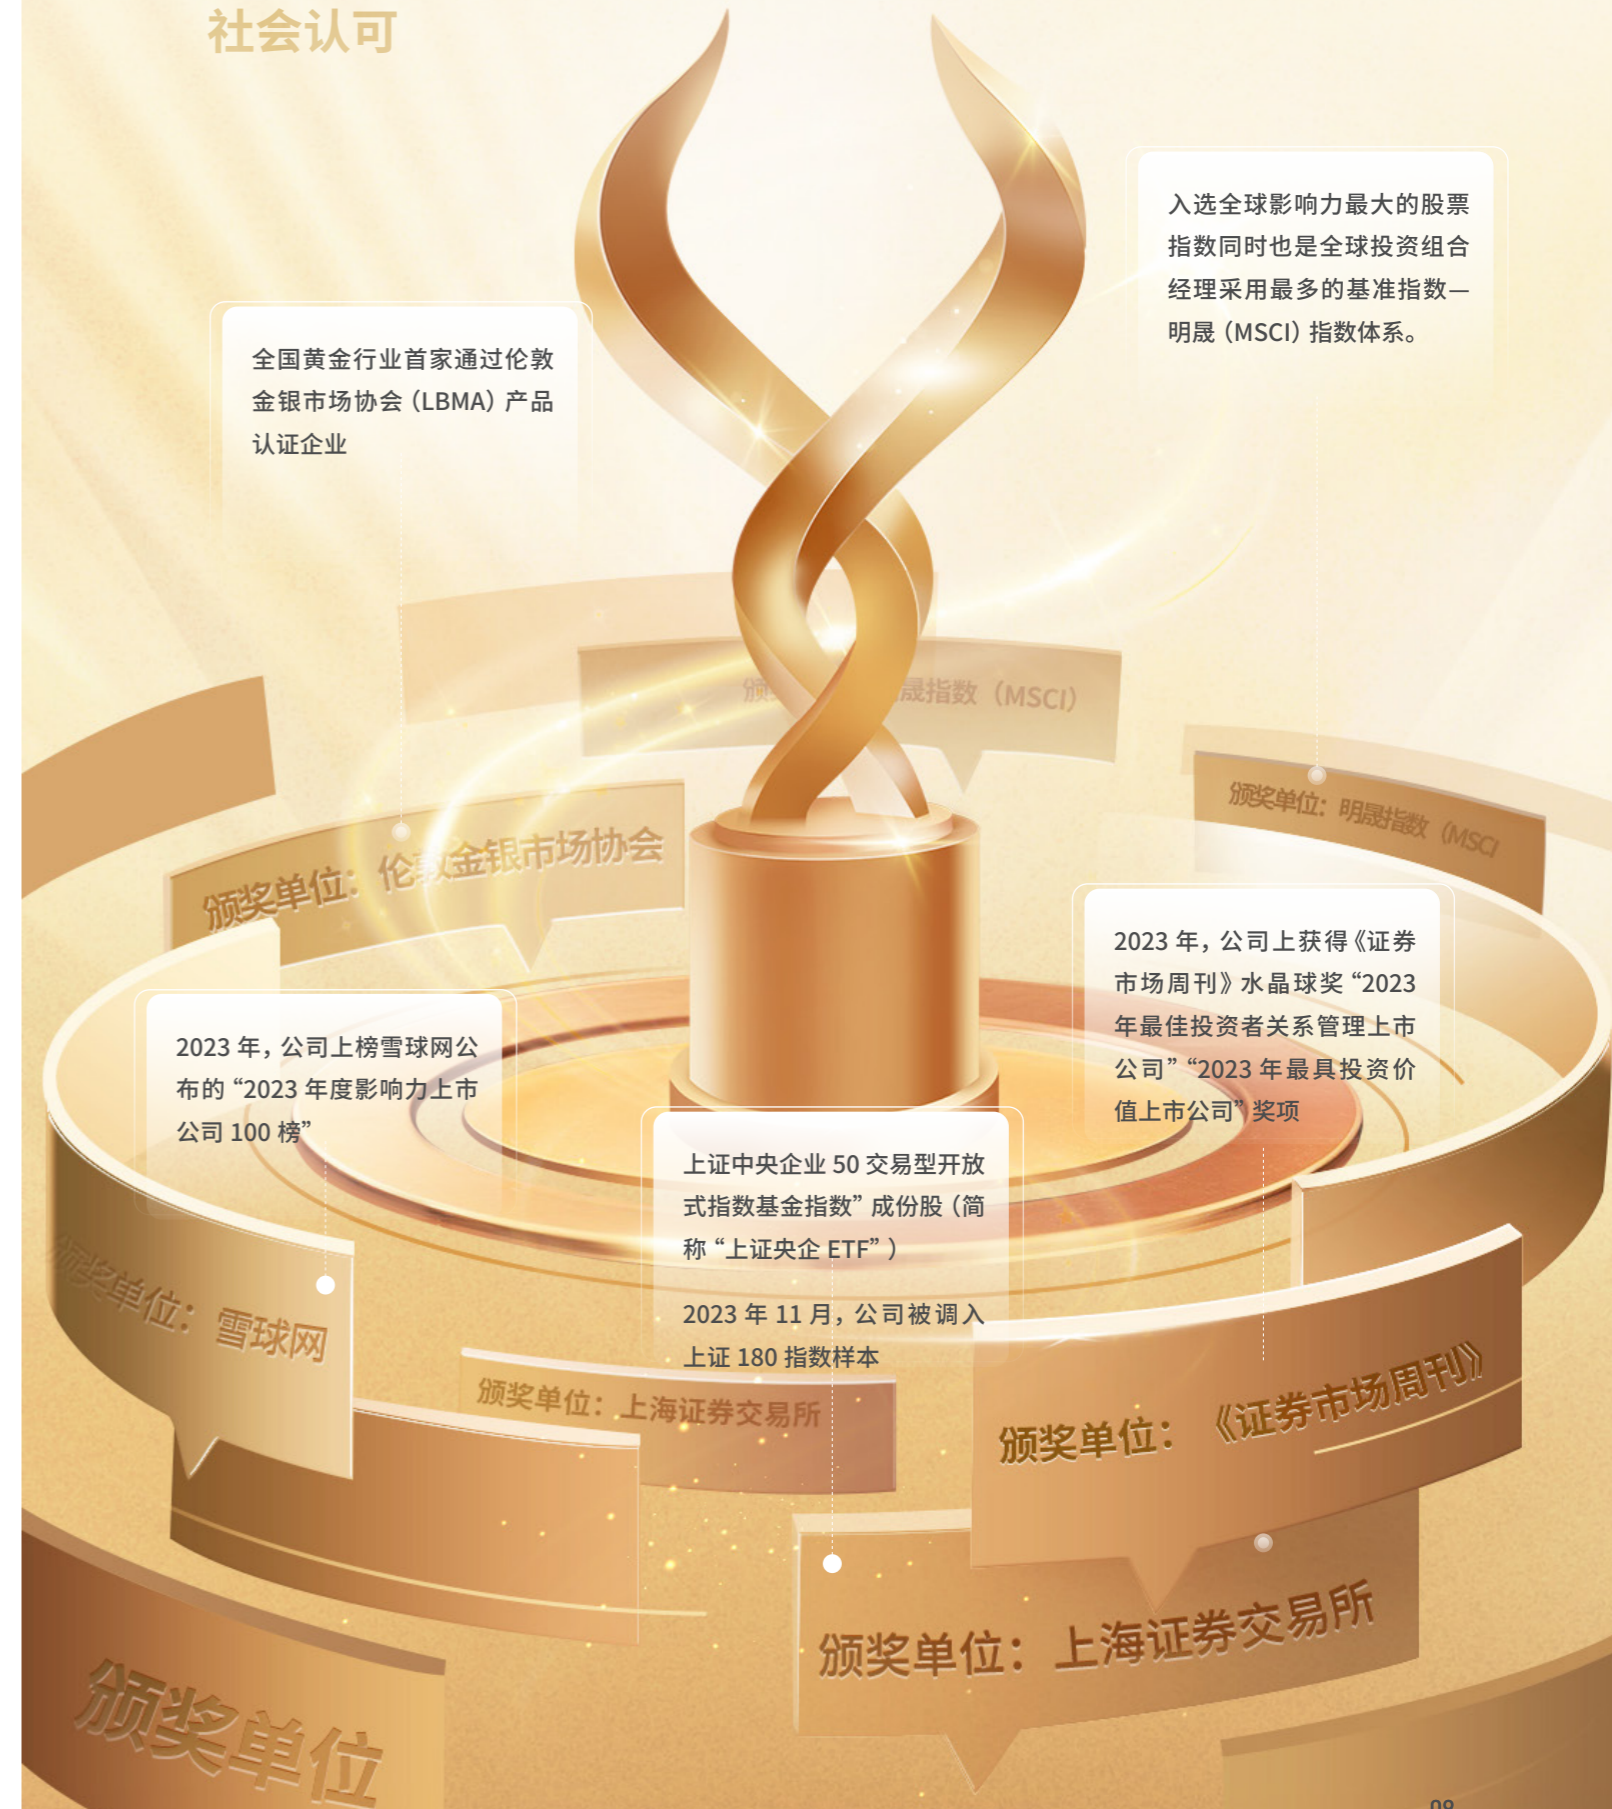 社会认可
入选全球影响力最大的股票
指数同时也是全球投资组合
经理采用最多的基准指数—
明晟（MSCI）指数体系。
全国黄金行业首家通过伦敦
金银市场协会（LBMA）产品
认证企业
晟指数（MSCI）
颁奖单位：明晟指数（MSCI
颁奖单位：伦敦金银市场协会
2023 年，公司上获得《证券
市场周刊》水晶球奖 “2023
年最佳投资者关系管理上市
公司” “2023 年最具投资价
值上市公司” 奖项
2023 年，公司上榜雪球网公
布的 “2023 年度影响力上市
公司 100 榜”
上证中央企业 50 交易型开放
式指数基金指数” 成份股（简
称 “上证央企 ETF” ）
2023 年 11 月，公司被调入
上证 180 指数样本
颁奖单位：雪球网
颁奖单位：上海证券交易所
颁奖单位：《证券市场周刊》
颁奖单位：上海证券交易所
颁奖单位